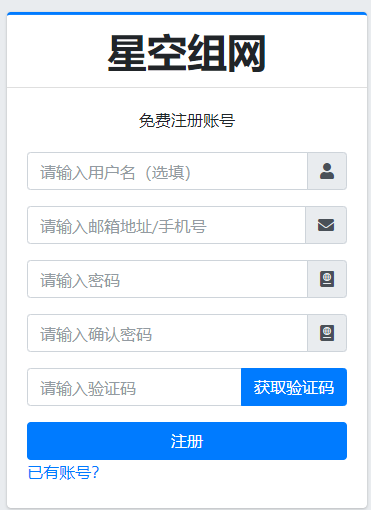 星空组网
免费注册账号
请输入用户名（选填）
请输入邮箱地址/手机号
请输入密码
请输入确认密码
请输入验证码 获取验证码
注册
已有账号?